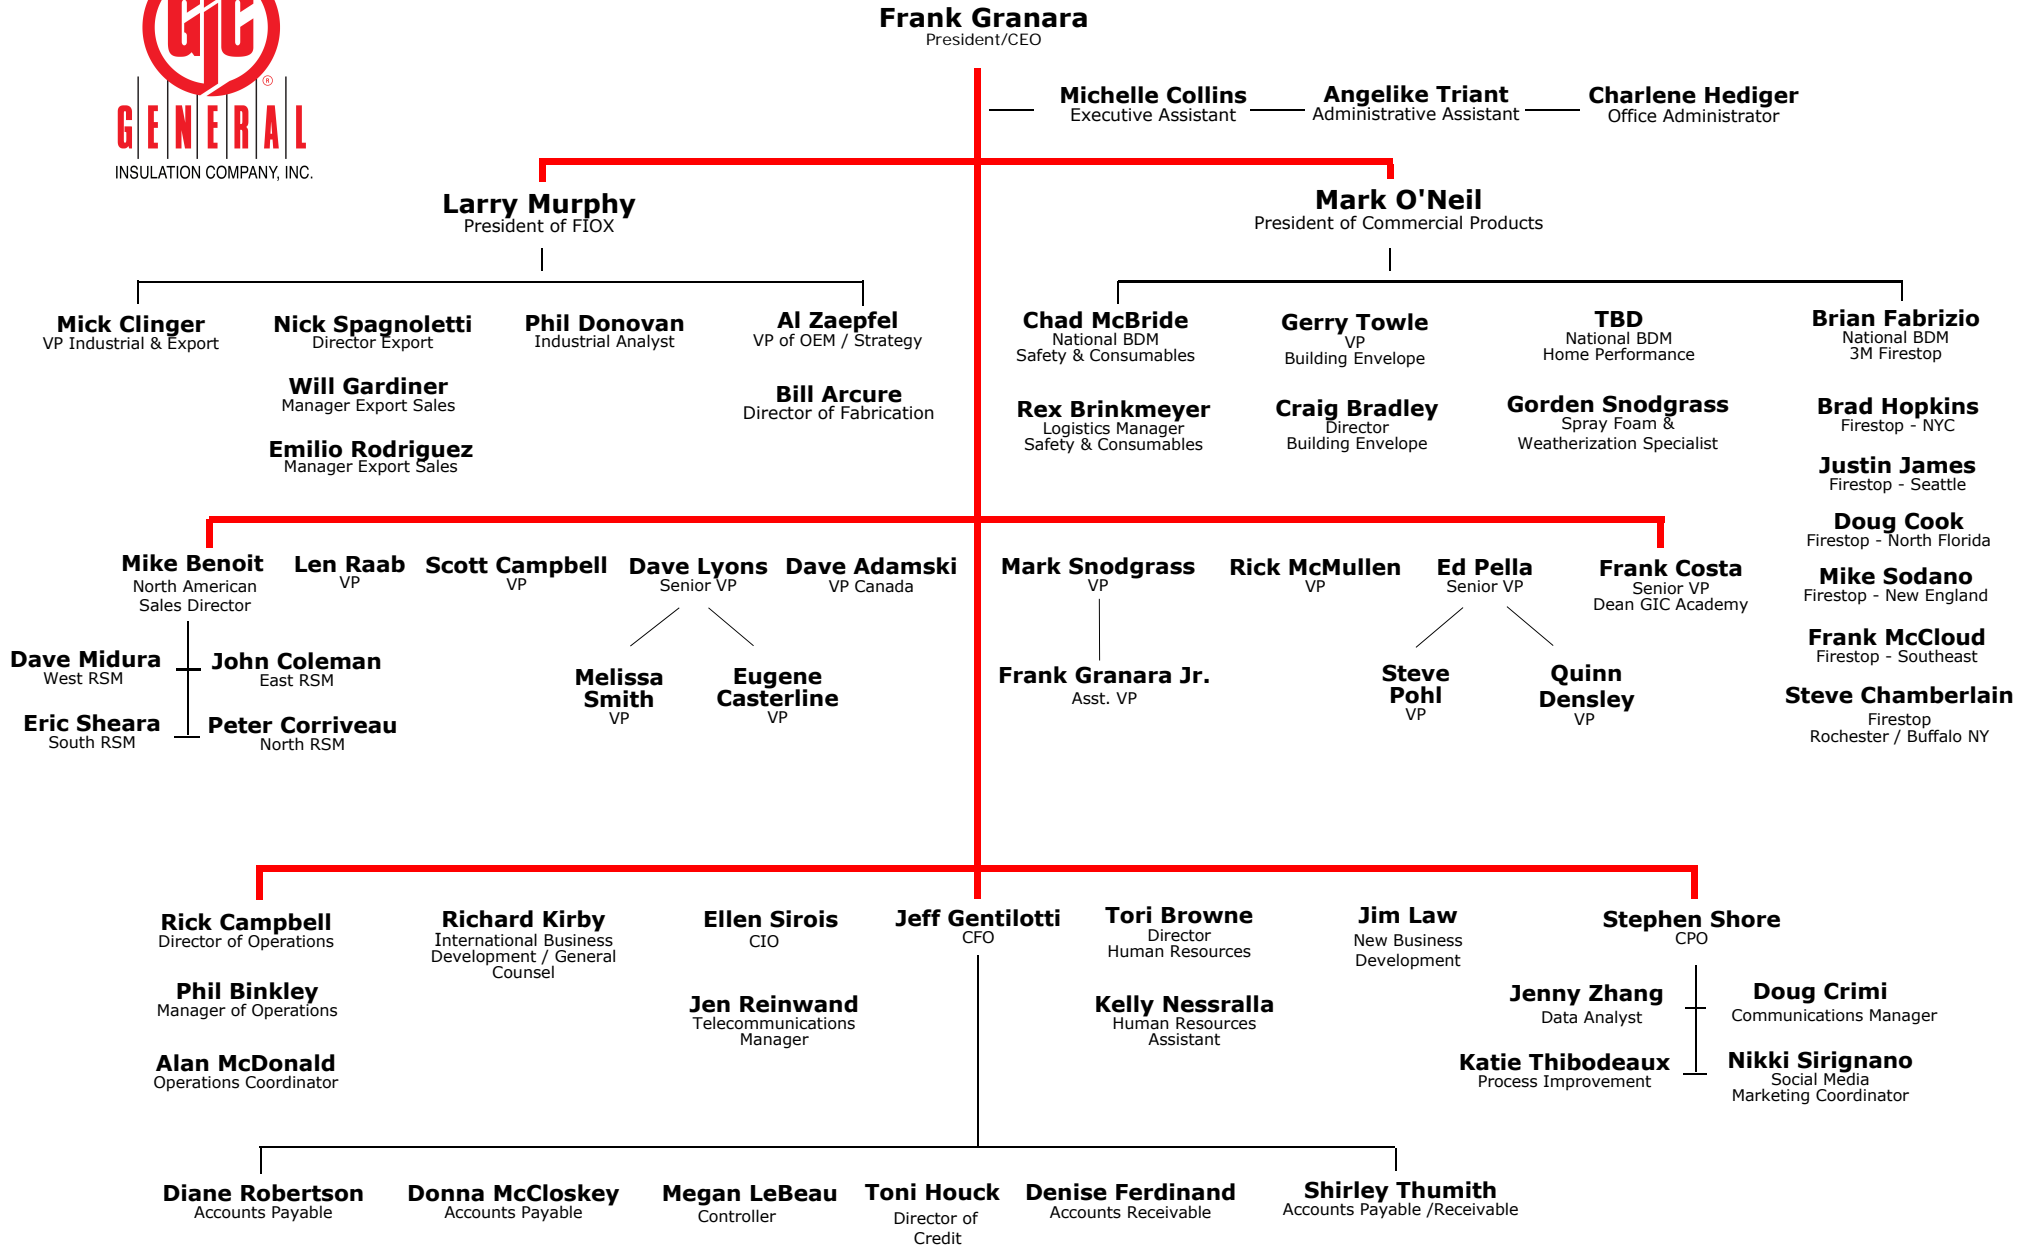 GIC
®
GENERAL
INSULATION COMPANY, INC.
Frank Granara
President/CEO
Michelle Collins
Executive Assistant
Angelike Triant
Administrative Assistant
Charlene Hediger
Office Administrator
Larry Murphy
President of FIOX
Mark O'Neil
President of Commercial Products
Mick Clinger
VP Industrial & Export
Nick Spagnoletti
Director Export
Will Gardiner
Manager Export Sales
Emilio Rodriguez
Manager Export Sales
Phil Donovan
Industrial Analyst
Al Zaepfel
VP of OEM / Strategy
Bill Arcure
Director of Fabrication
Chad McBride
National BDM
Safety & Consumables
Rex Brinkmeyer
Logistics Manager
Safety & Consumables
Gerry Towle
VP
Building Envelope
Craig Bradley
Director
Building Envelope
TBD
National BDM
Home Performance
Gorden Snodgrass
Spray Foam &
Weatherization Specialist
Brian Fabrizio
National BDM
3M Firestop
Brad Hopkins
Firestop - NYC
Justin James
Firestop - Seattle
Doug Cook
Firestop - North Florida
Mike Sodano
Firestop - New England
Frank McCloud
Firestop - Southeast
Steve Chamberlain
Firestop
Rochester / Buffalo NY
Mike Benoit
North American
Sales Director
Dave Midura
West RSM
John Coleman
East RSM
Eric Sheara
South RSM
Peter Corriveau
North RSM
Len Raab
VP
Scott Campbell
VP
Dave Lyons
Senior VP
Melissa
Smith
VP
Eugene
Casterline
VP
Dave Adamski
VP Canada
Mark Snodgrass
VP
Frank Granara Jr.
Asst. VP
Rick McMullen
VP
Ed Pella
Senior VP
Steve
Pohl
VP
Quinn
Densley
VP
Frank Costa
Senior VP
Dean GIC Academy
Rick Campbell
Director of Operations
Phil Binkley
Manager of Operations
Alan McDonald
Operations Coordinator
Richard Kirby
International Business
Development / General
Counsel
Ellen Sirois
CIO
Jen Reinwand
Telecommunications
Manager
Jeff Gentilotti
CFO
Tori Browne
Director
Human Resources
Kelly Nessralla
Human Resources
Assistant
Jim Law
New Business
Development
Stephen Shore
CPO
Jenny Zhang
Data Analyst
Doug Crimi
Communications Manager
Katie Thibodeaux
Process Improvement
Nikki Sirignano
Social Media
Marketing Coordinator
Diane Robertson
Accounts Payable
Donna McCloskey
Accounts Payable
Megan LeBeau
Controller
Toni Houck
Director of
Credit
Denise Ferdinand
Accounts Receivable
Shirley Thumith
Accounts Payable /Receivable